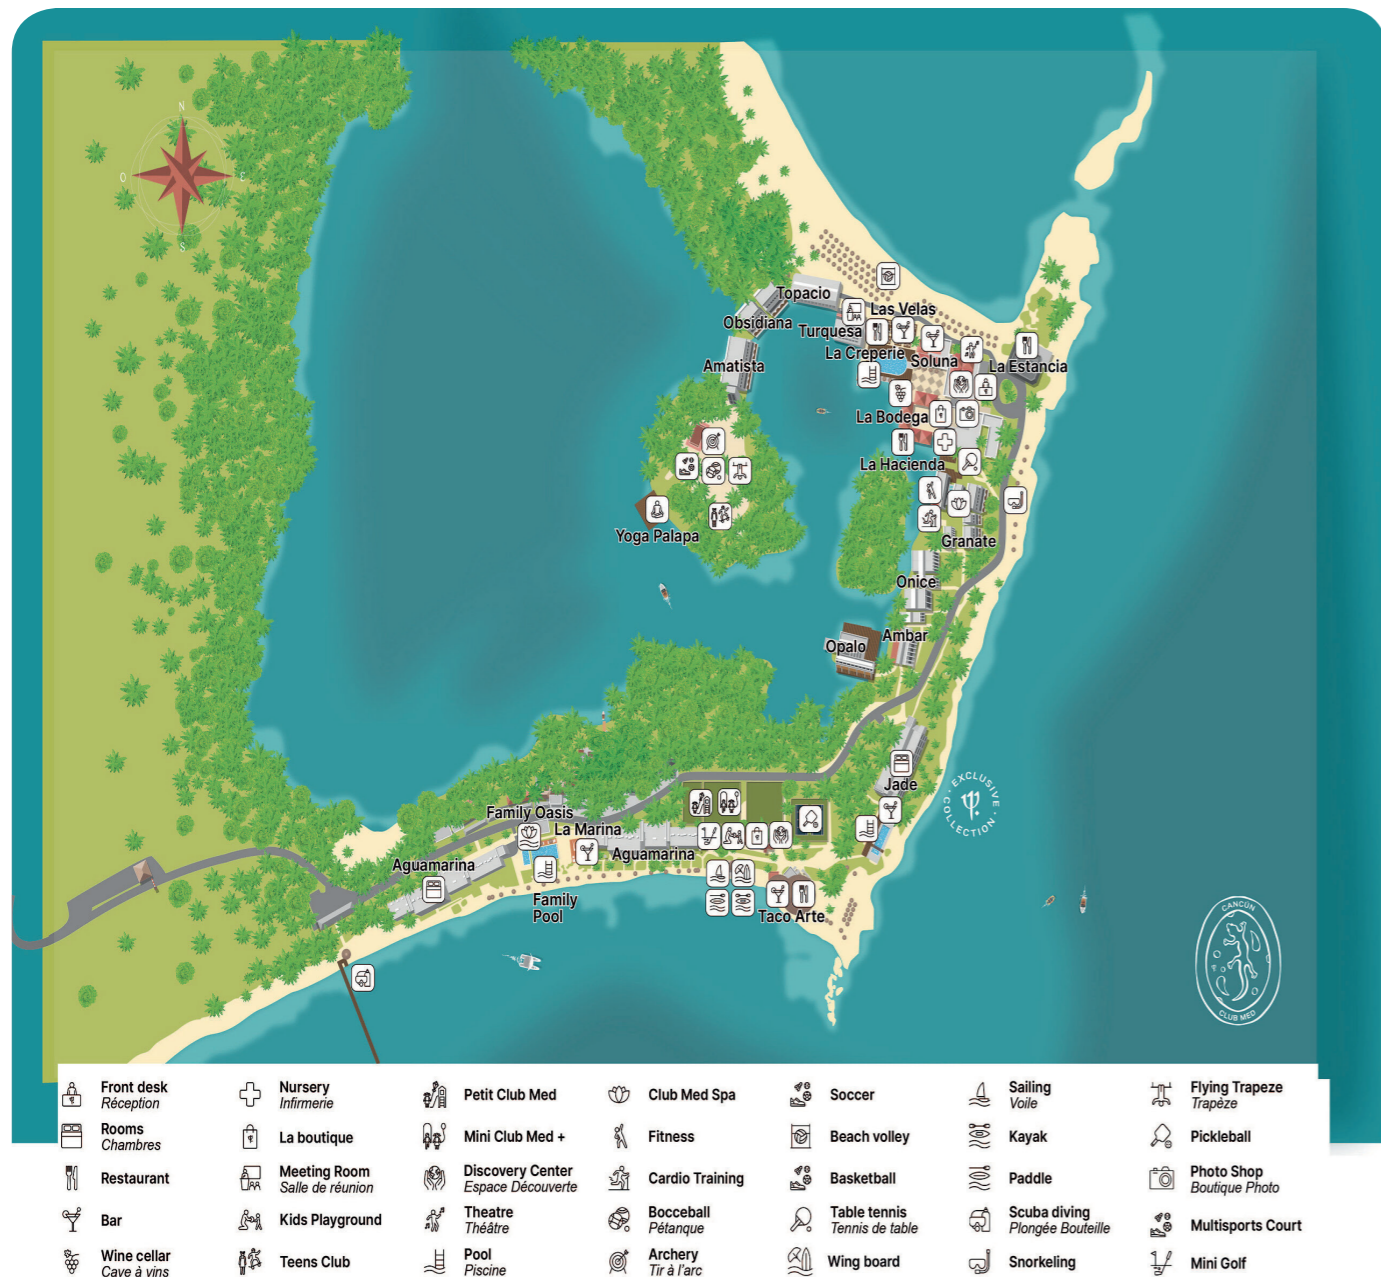 N
O
E
S
Topacio
Obsidiana
Las Velas
Turquesa
La Creperie
Soluna
La Estancia
Amatista
La Bodega
La Hacienda
Yoga Palapa
Granate
Onice
Ambar
Opalo
Jade
EXCLUSIVE
COLLECTION
Family Oasis
La Marina
Aguamarina
Aguamarina
Family
Pool
Taco Arte
CANCÚN
CLUB MED
Front desk
Réception
Nursery
Infirmerie
Petit Club Med
Club Med Spa
Soccer
Sailing
Voile
Flying Trapeze
Trapèze
Rooms
Chambres
La boutique
Mini Club Med +
Fitness
Beach volley
Kayak
Pickleball
Restaurant
Meeting Room
Salle de réunion
Discovery Center
Espace Découverte
Cardio Training
Basketball
Paddle
Photo Shop
Boutique Photo
Bar
Kids Playground
Theatre
Théâtre
Bocceball
Pétanque
Table tennis
Tennis de table
Scuba diving
Plongée Bouteille
Multisports Court
Wine cellar
Cave à vins
Teens Club
Pool
Piscine
Archery
Tir à l'arc
Wing board
Snorkeling
Mini Golf